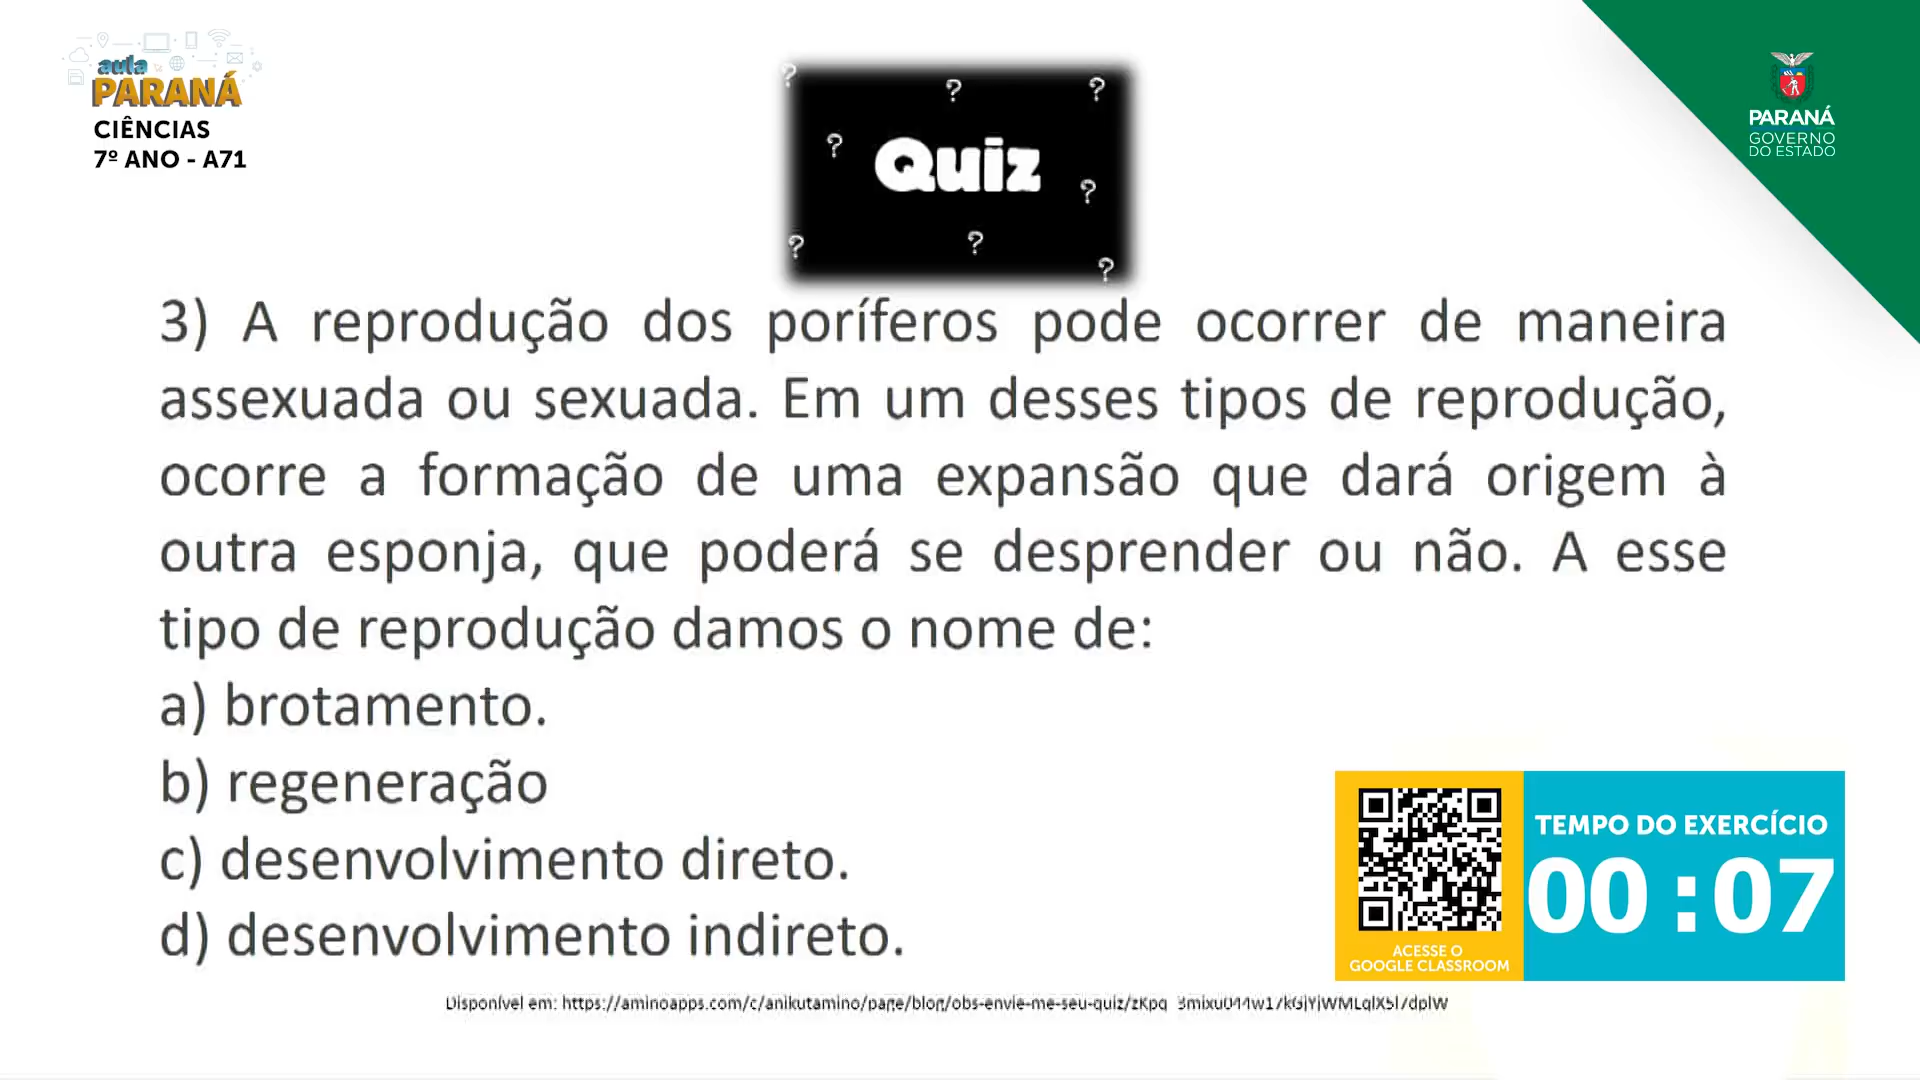 aula
PARANÁ
CIÊNCIAS
7º ANO - A71
Quiz
PARANÁ
GOVERNO
DO ESTADO
3) A reprodução dos poríferos pode ocorrer de maneira
assexuada ou sexuada. Em um desses tipos de reprodução,
ocorre a formação de uma expansão que dará origem à
outra esponja, que poderá se desprender ou não. A esse
tipo de reprodução damos o nome de:
a) brotamento.
b) regeneração
c) desenvolvimento direto.
d) desenvolvimento indireto.
TEMPO DO EXERCÍCIO
00 : 07
ACESSE O
GOOGLE CLASSROOM
Disponível em: